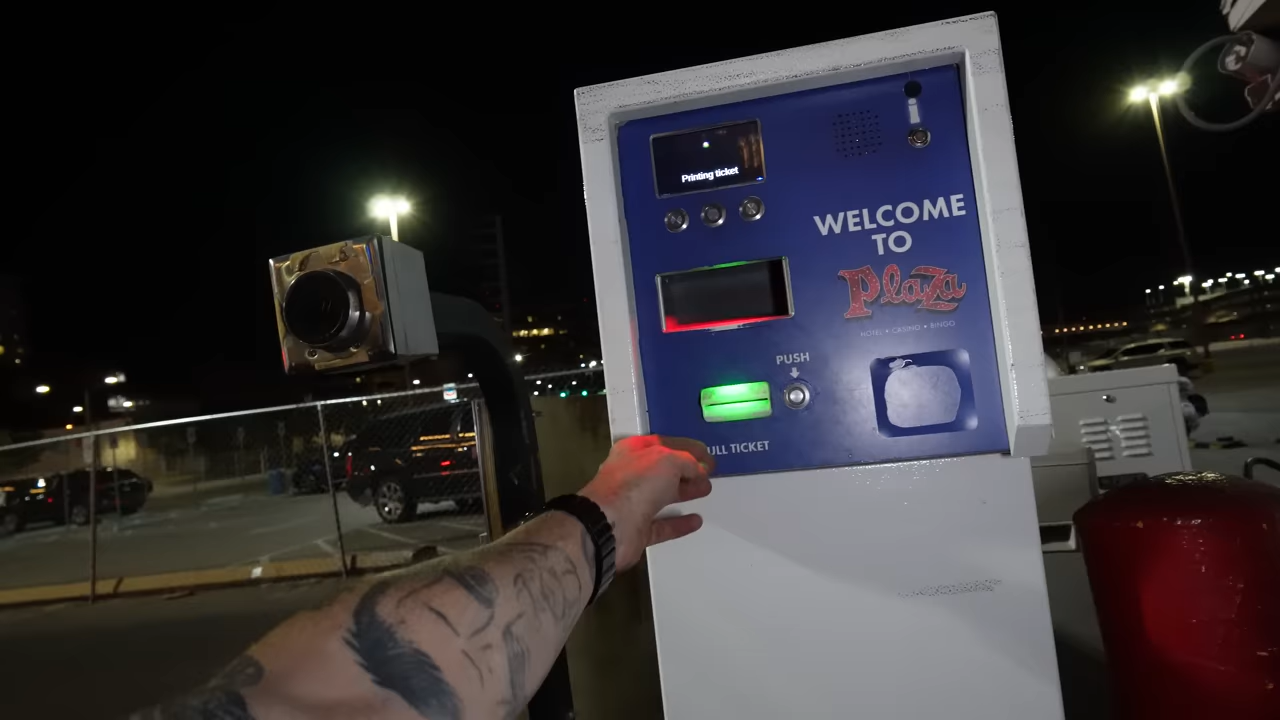 Printing ticket
WELCOME
TO
Plaza
HOTEL • CASINO • BINGO
PUSH
ULL TICKET